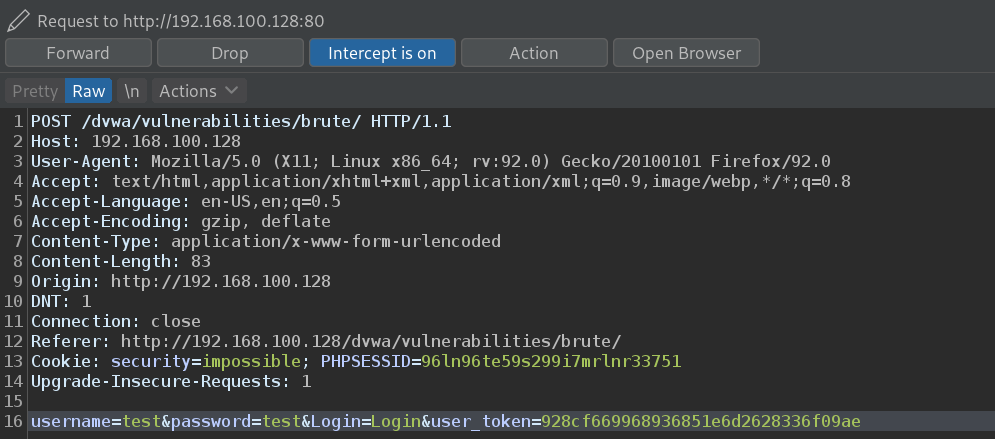 Request to http://192.168.100.128:80
Forward Drop Intercept is on Action Open Browser
Pretty Raw \n Actions
1 POST /dvwa/vulnerabilities/brute/ HTTP/1.1
2 Host: 192.168.100.128
3 User-Agent: Mozilla/5.0 (X11; Linux x86_64; rv:92.0) Gecko/20100101 Firefox/92.0
4 Accept: text/html,application/xhtml+xml,application/xml;q=0.9,image/webp,*/*;q=0.8
5 Accept-Language: en-US,en;q=0.5
6 Accept-Encoding: gzip, deflate
7 Content-Type: application/x-www-form-urlencoded
8 Content-Length: 83
9 Origin: http://192.168.100.128
10 DNT: 1
11 Connection: close
12 Referer: http://192.168.100.128/dvwa/vulnerabilities/brute/
13 Cookie: security=impossible; PHPSESSID=96ln96te59s299i7mrlnr33751
14 Upgrade-Insecure-Requests: 1
15
16 username=test&password=test&Login=Login&user_token=928cf669968936851e6d2628336f09ae